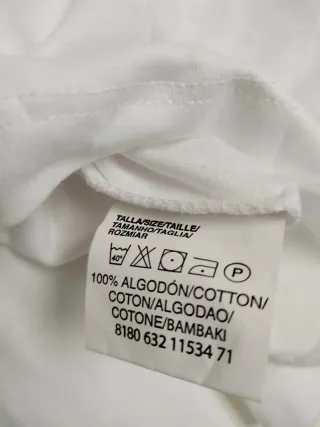 TALLA/SIZE/TAILLE/
TAMANHO/TAGLIA/
ROZMIAR
40° P
100% ALGODÓN/COTTON/
COTON/ALGODAO/
COTONE/BAMBAKI
8180 632 11534 71